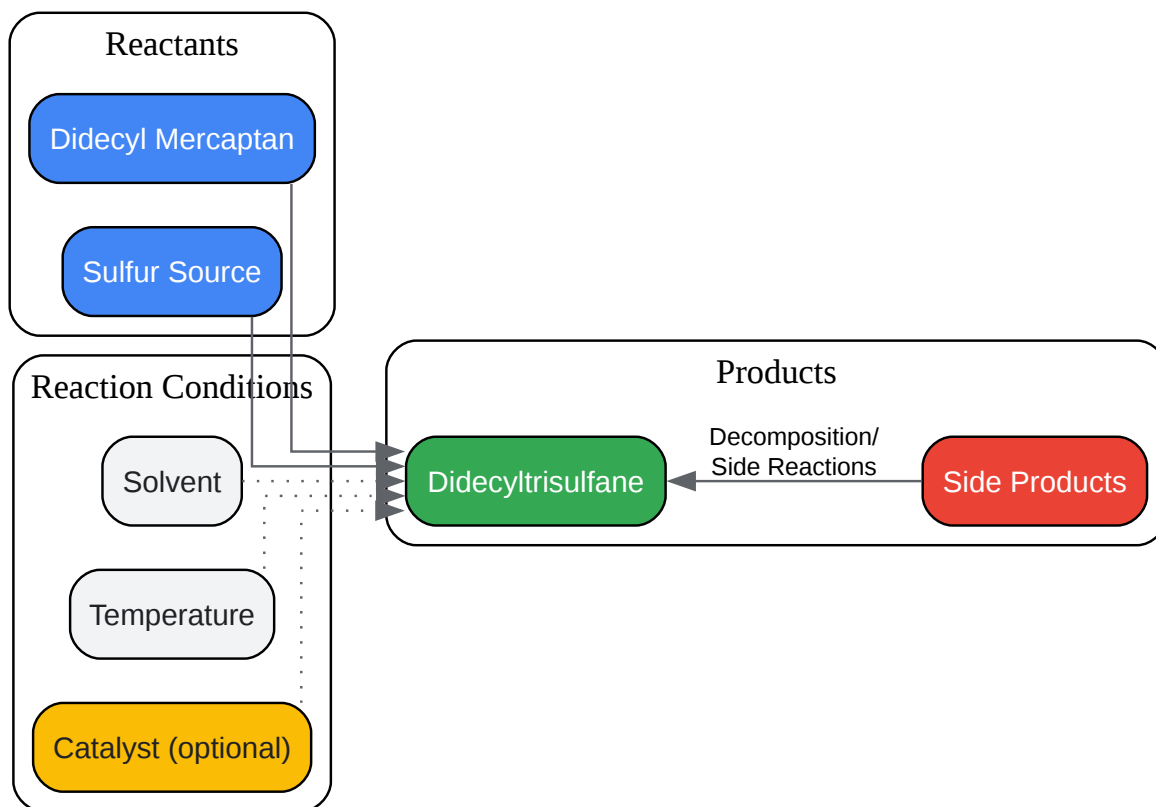 Reactants
Didecyl Mercaptan
Sulfur Source
Reaction Conditions
Solvent
Temperature
Catalyst (optional)
Products
Didecyltrisulfane
Decomposition/
Side Reactions
Side Products